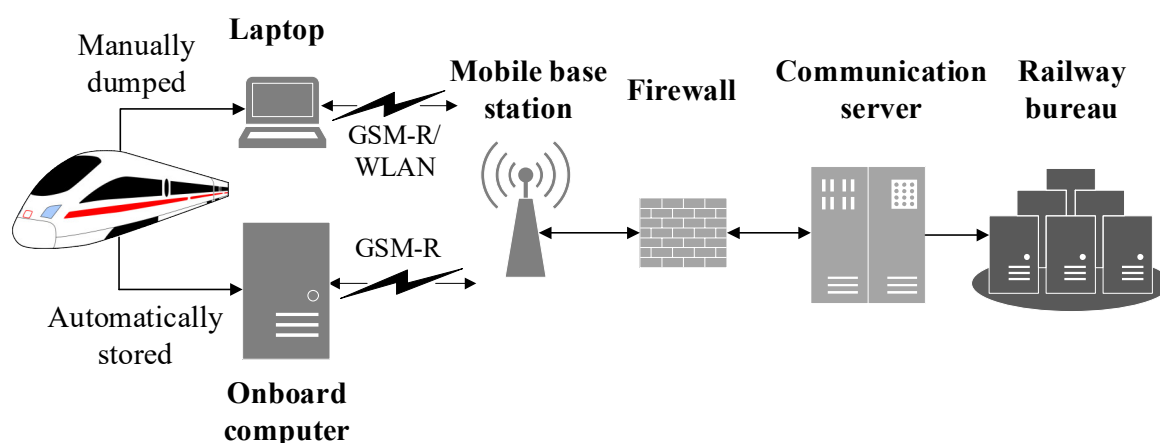 Manually
dumped
Laptop
GSM-R/
WLAN
Mobile base
station
Firewall
Communication
server
Railway
bureau
GSM-R
Automatically
stored
Onboard
computer